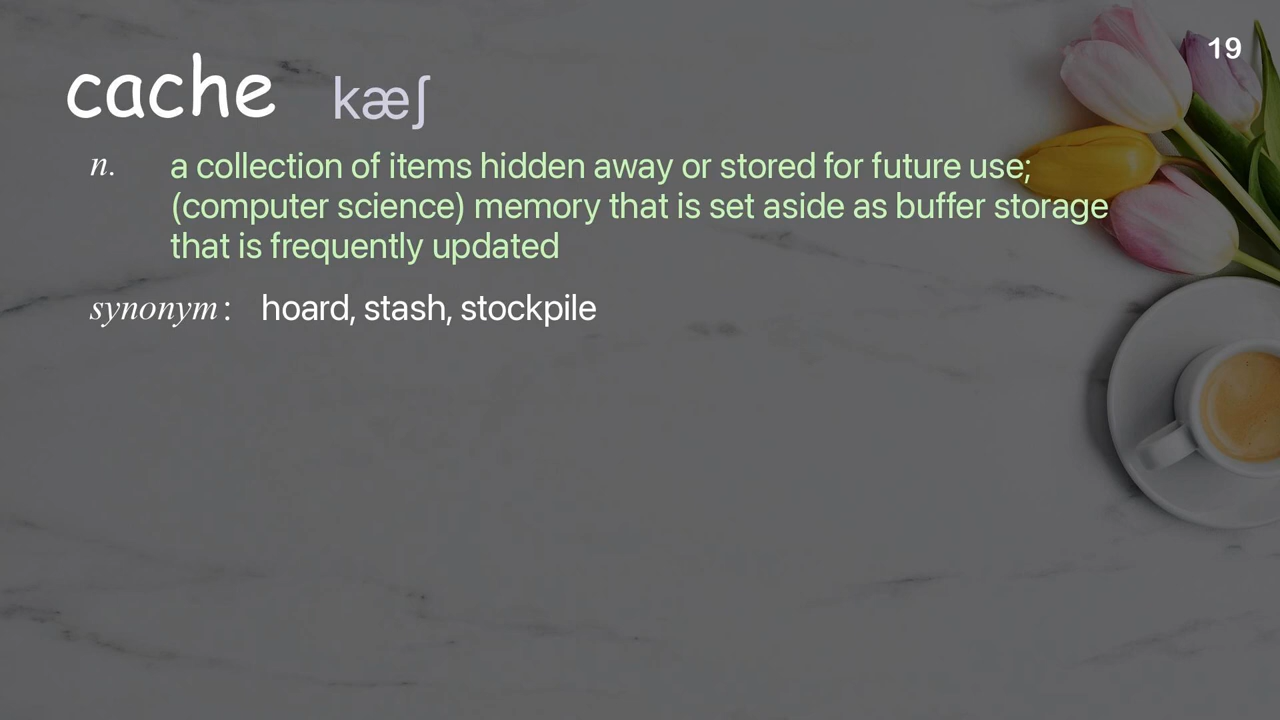 19
cache kæʃ
n. a collection of items hidden away or stored for future use;
(computer science) memory that is set aside as buffer storage
that is frequently updated
synonym: hoard, stash, stockpile